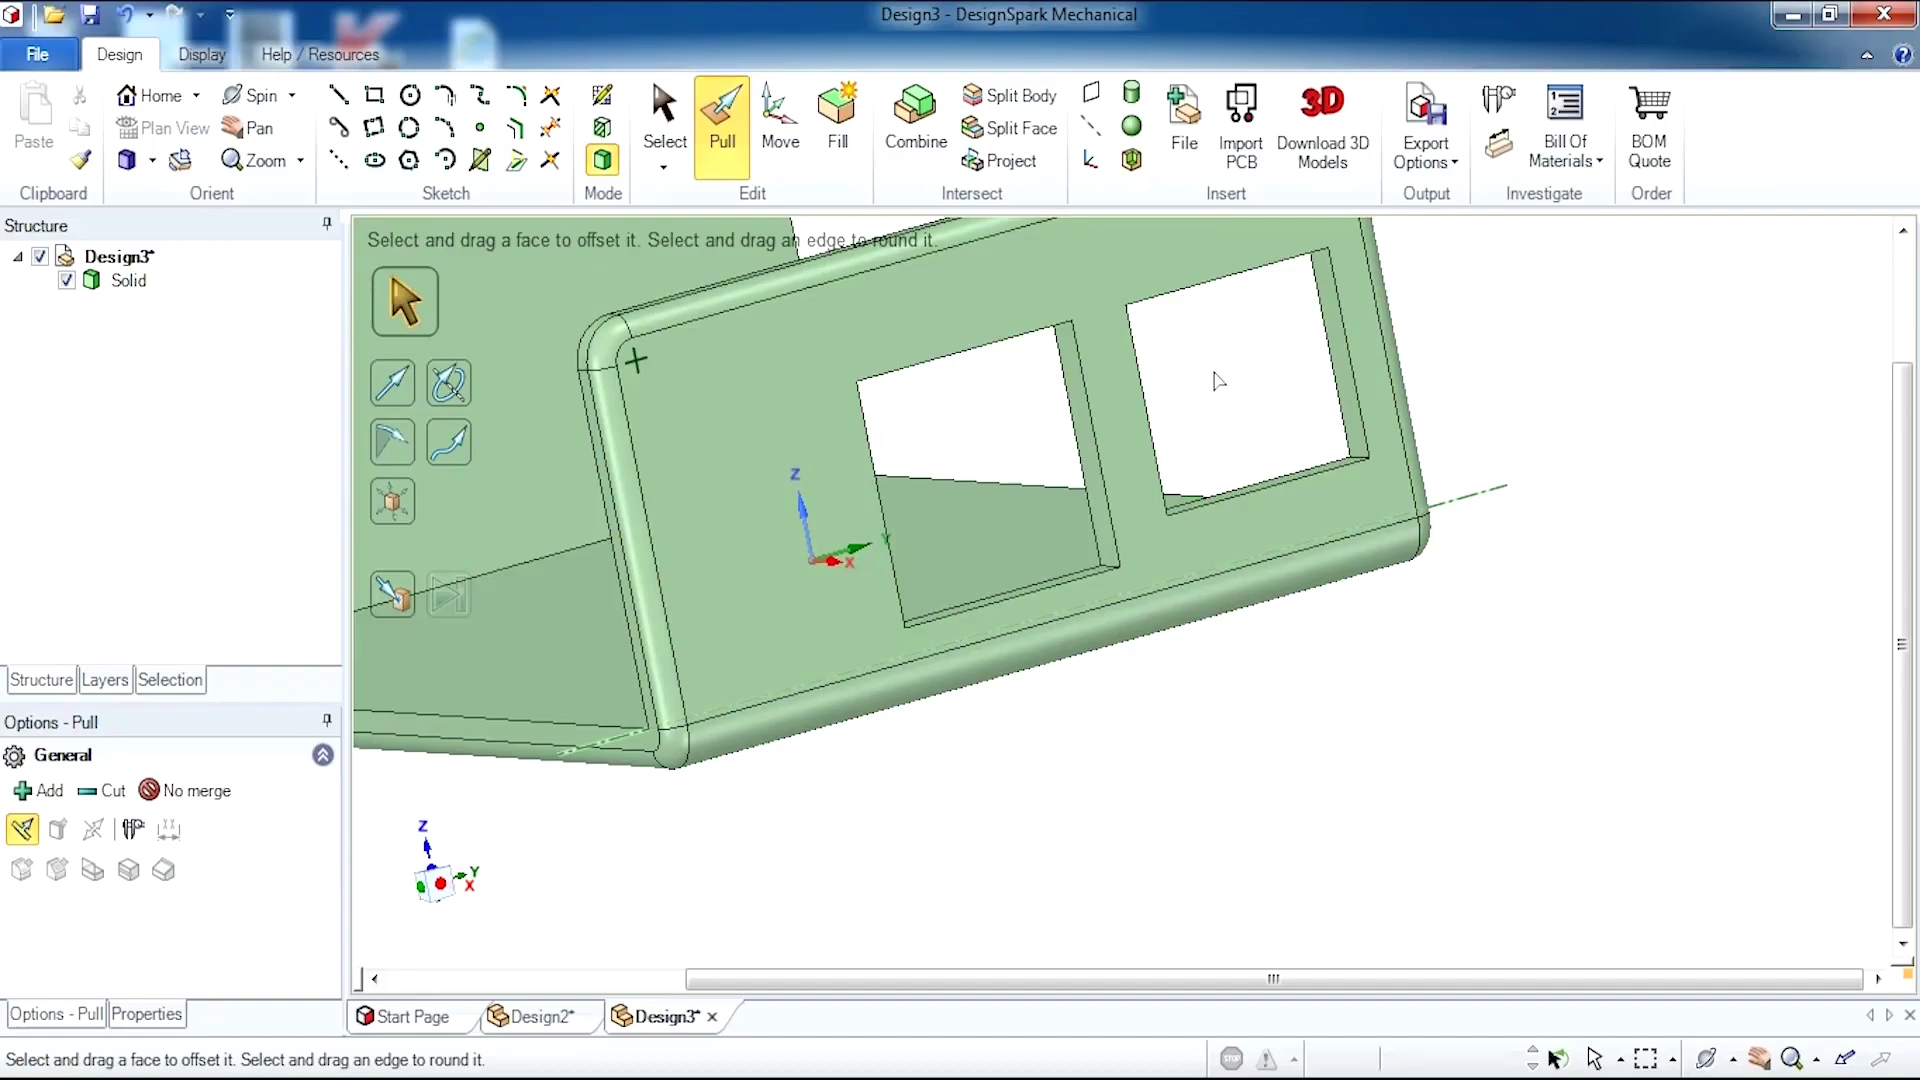 Design3 - DesignSpark Mechanical
File
Design
Display
Help / Resources
Paste
Clipboard
Home
Spin
Plan View
Pan
Zoom
Orient
Sketch
Mode
Select
Pull
Move
Fill
Edit
Combine
Split Body
Split Face
Project
Intersect
File
Import
PCB
Download 3D
Models
3D
Insert
Export
Options
Output
Bill Of
Materials
Investigate
BOM
Quote
Order
Structure
Design3*
Solid
Structure
Layers
Selection
Options - Pull
General
Add
Cut
No merge
Options - Pull
Properties
Select and drag a face to offset it. Select and drag an edge to round it.
Z
Y
X
Z
Y
X
Start Page
Design2*
Design3*
Select and drag a face to offset it. Select and drag an edge to round it.
STOP